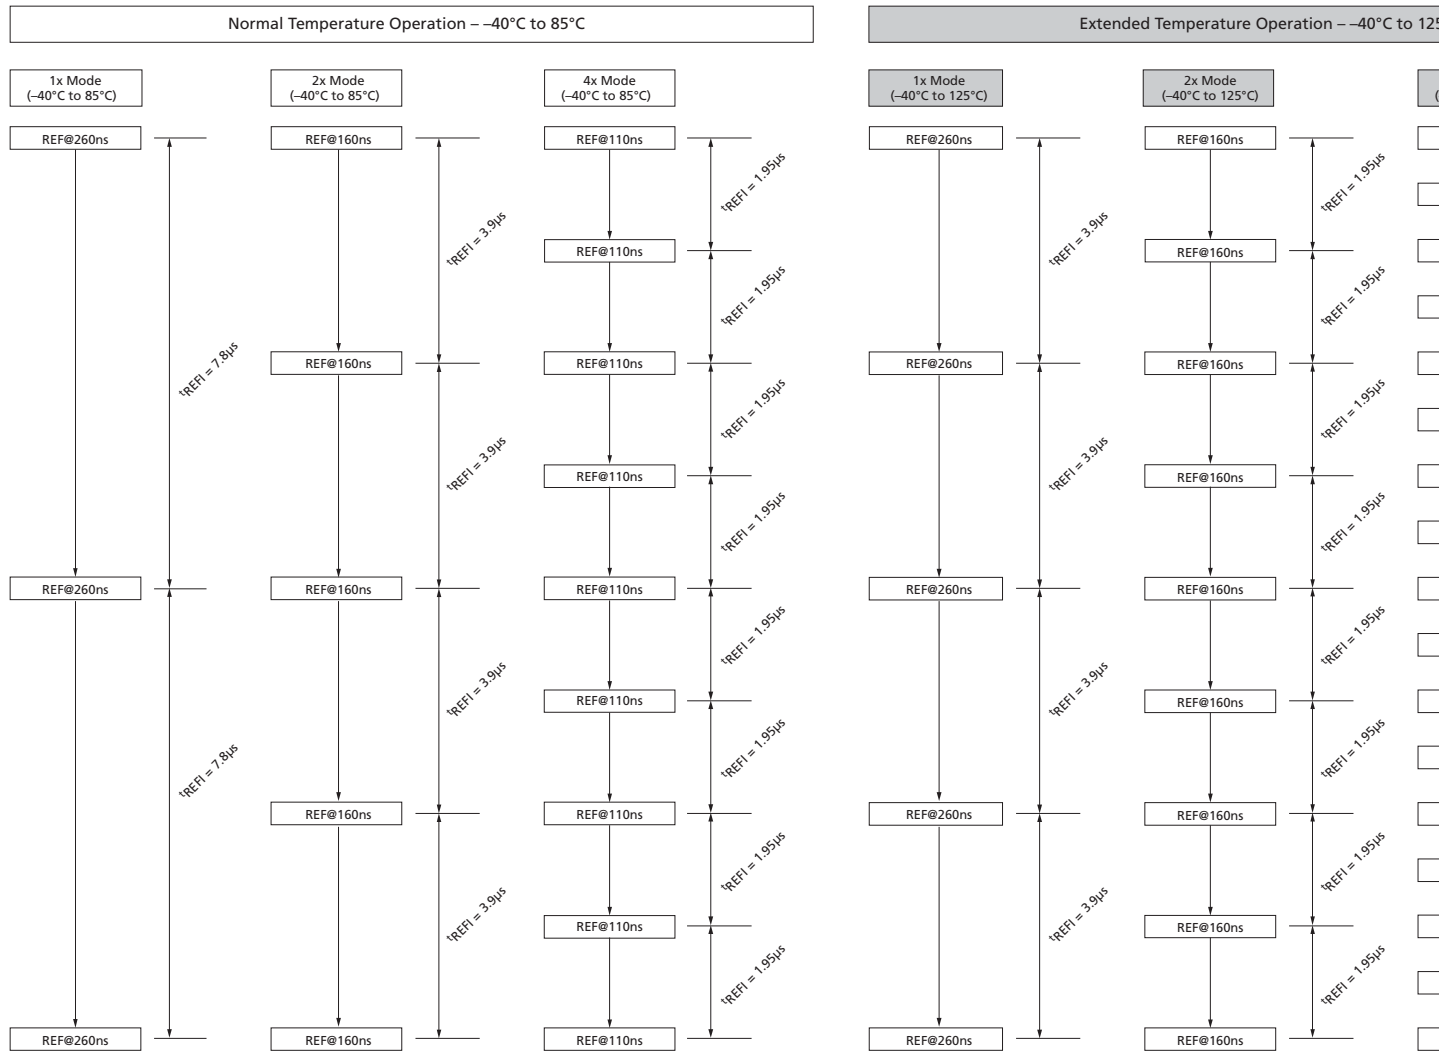 Normal Temperature Operation – –40°C to 85°C
1x Mode
(–40°C to 85°C)
REF@260ns
tREFI = 7.8µs
REF@260ns
tREFI = 7.8µs
REF@260ns
2x Mode
(–40°C to 85°C)
REF@160ns
tREFI = 3.9µs
REF@160ns
tREFI = 3.9µs
REF@160ns
tREFI = 3.9µs
REF@160ns
tREFI = 3.9µs
REF@160ns
4x Mode
(–40°C to 85°C)
REF@110ns
tREFI = 1.95µs
REF@110ns
tREFI = 1.95µs
REF@110ns
tREFI = 1.95µs
REF@110ns
tREFI = 1.95µs
REF@110ns
tREFI = 1.95µs
REF@110ns
tREFI = 1.95µs
REF@110ns
tREFI = 1.95µs
REF@110ns
tREFI = 1.95µs
REF@110ns
Extended Temperature Operation – –40°C to 125
1x Mode
(–40°C to 125°C)
REF@260ns
tREFI = 3.9µs
REF@260ns
tREFI = 3.9µs
REF@260ns
tREFI = 3.9µs
REF@260ns
tREFI = 3.9µs
REF@260ns
2x Mode
(–40°C to 125°C)
REF@160ns
tREFI = 1.95µs
REF@160ns
tREFI = 1.95µs
REF@160ns
tREFI = 1.95µs
REF@160ns
tREFI = 1.95µs
REF@160ns
tREFI = 1.95µs
REF@160ns
tREFI = 1.95µs
REF@160ns
tREFI = 1.95µs
REF@160ns
tREFI = 1.95µs
REF@160ns
(